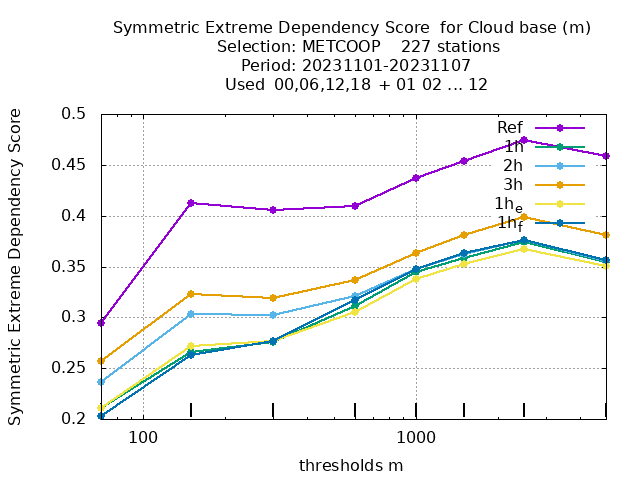 Symmetric Extreme Dependency Score for Cloud base (m)
Selection: METCOOP 227 stations
Period: 20231101-20231107
Used 00,06,12,18 + 01 02 ... 12
Symmetric Extreme Dependency Score
0.5
0.45
0.4
0.35
0.3
0.25
0.2
Ref
1h
2h
3h
1h_e
1h_f
100
1000
thresholds m